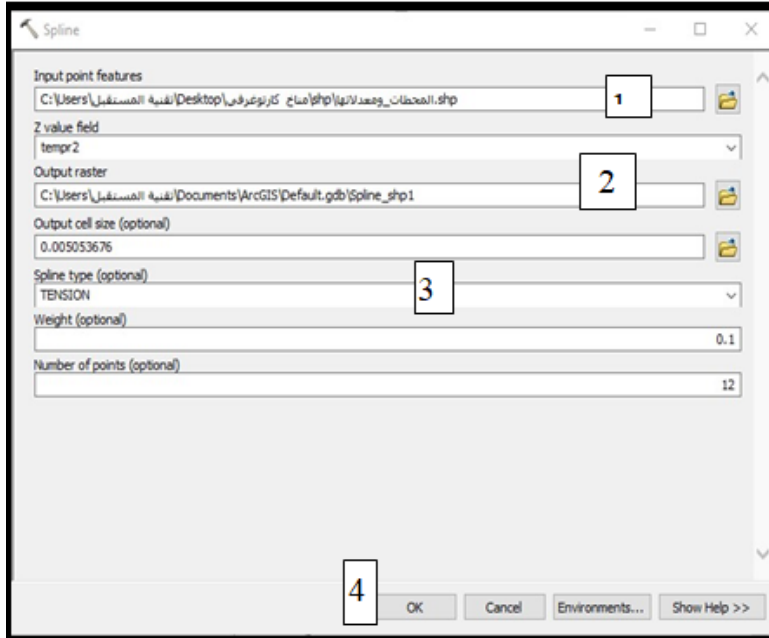 Spline
Input point features
C:\Users\تقنية المستقبل\Desktop\مناخ كارتوغرفي\shp\المحطات_ومعدلاتها.shp
1
Z value field
tempr2
Output raster
2
C:\Users\تقنية المستقبل\Documents\ArcGIS\Default.gdb\Spline_shp1
Output cell size (optional)
0.005053676
Spline type (optional)
3
TENSION
Weight (optional)
0.1
Number of points (optional)
12
4
OK Cancel Environments... Show Help >>